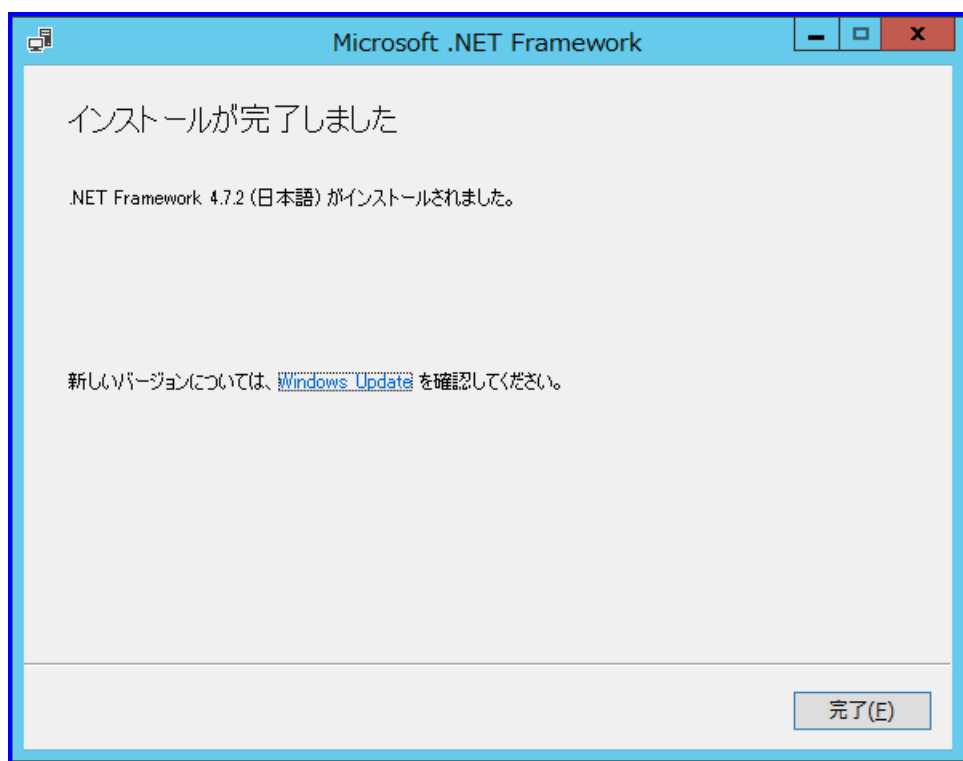 Microsoft .NET Framework
インストールが完了しました
.NET Framework 4.7.2 (日本語) がインストールされました。
新しいバージョンについては、Windows Update を確認してください。
完了(F)